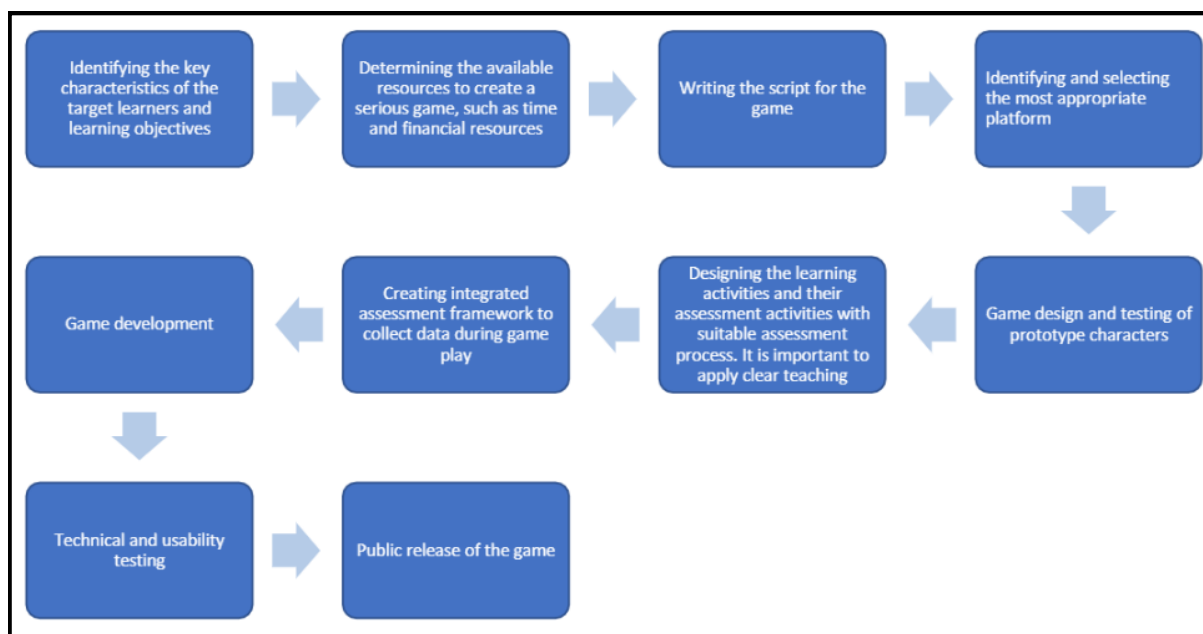 Identifying the key
characteristics of the
target learners and
learning objectives
Determining the available
resources to create a
serious game, such as time
and financial resources
Writing the script for the
game
Identifying and selecting
the most appropriate
platform
Game design and testing of
prototype characters
Designing the learning
activities and their
assessment activities with
suitable assessment
process. It is important to
apply clear teaching
Creating integrated
assessment framework to
collect data during game
play
Game development
Technical and usability
testing
Public release of the game